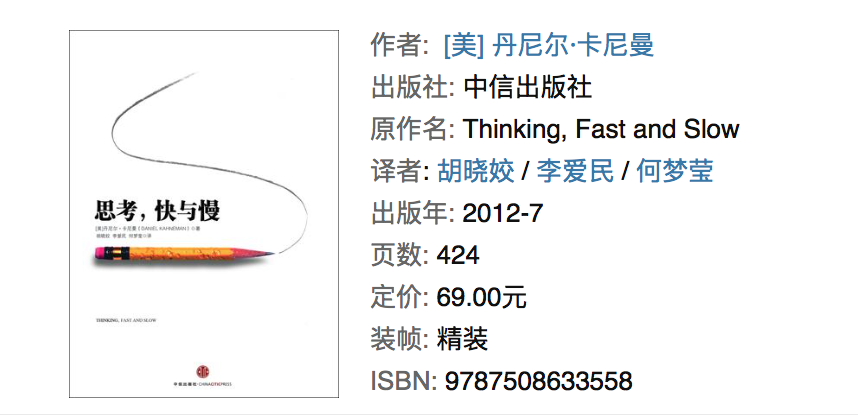 思考，快与慢
[美]丹尼尔·卡尼曼（DANIEL KAHNEMAN）◎著
胡晓姣 李爱民 何梦莹◎译
THINKING, FAST AND SLOW
中信出版社·CHINACITICPRESS
作者: [美] 丹尼尔·卡尼曼
出版社: 中信出版社
原作名: Thinking, Fast and Slow
译者: 胡晓姣 / 李爱民 / 何梦莹
出版年: 2012-7
页数: 424
定价: 69.00元
装帧: 精装
ISBN: 9787508633558